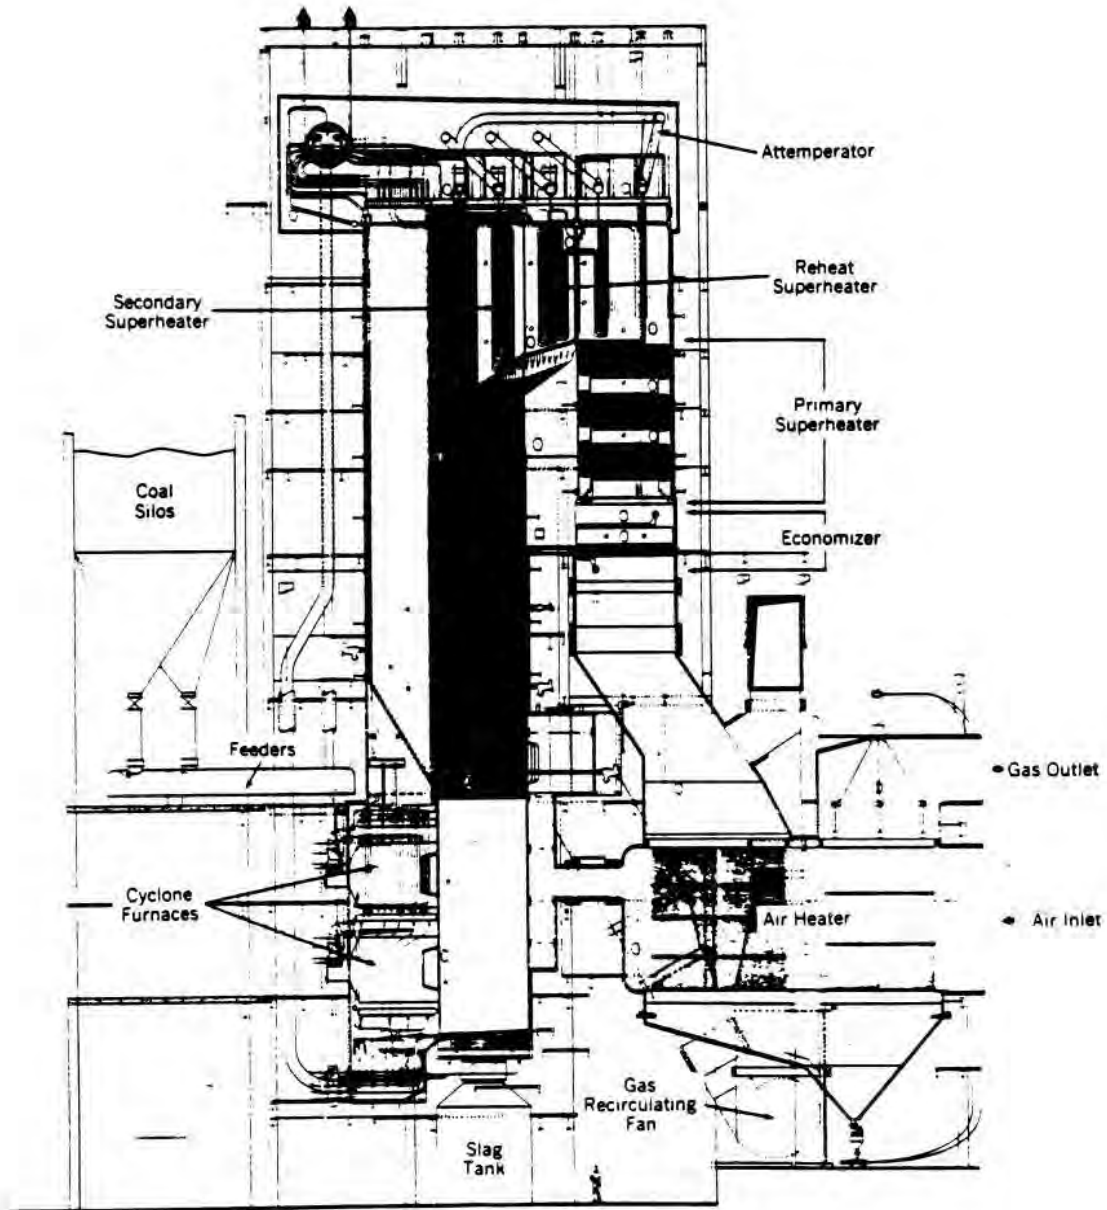 Attemperator
Reheat
Superheater
Secondary
Superheater
Primary
Superheater
Coal
Silos
Economizer
Feeders
Gas Outlet
Cyclone
Furnaces
Air Heater
Air Inlet
Gas
Recirculating
Fan
Slag
Tank